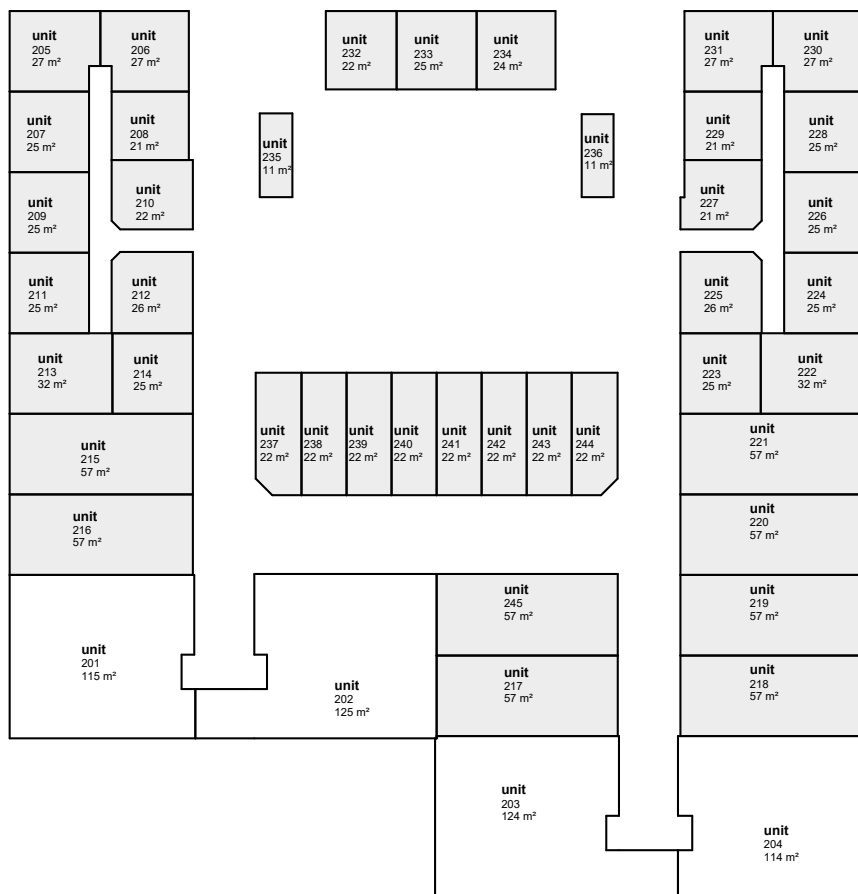 unit
205
27 m²
unit
206
27 m²
unit
232
22 m²
unit
233
25 m²
unit
234
24 m²
unit
231
27 m²
unit
230
27 m²
unit
207
25 m²
unit
208
21 m²
unit
235
11 m²
unit
236
11 m²
unit
229
21 m²
unit
228
25 m²
unit
209
25 m²
unit
210
22 m²
unit
227
21 m²
unit
226
25 m²
unit
211
25 m²
unit
212
26 m²
unit
225
26 m²
unit
224
25 m²
unit
213
32 m²
unit
214
25 m²
unit
223
25 m²
unit
222
32 m²
unit
215
57 m²
unit
237
22 m²
unit
238
22 m²
unit
239
22 m²
unit
240
22 m²
unit
241
22 m²
unit
242
22 m²
unit
243
22 m²
unit
244
22 m²
unit
221
57 m²
unit
216
57 m²
unit
220
57 m²
unit
245
57 m²
unit
219
57 m²
unit
201
115 m²
unit
202
125 m²
unit
217
57 m²
unit
218
57 m²
unit
203
124 m²
unit
204
114 m²